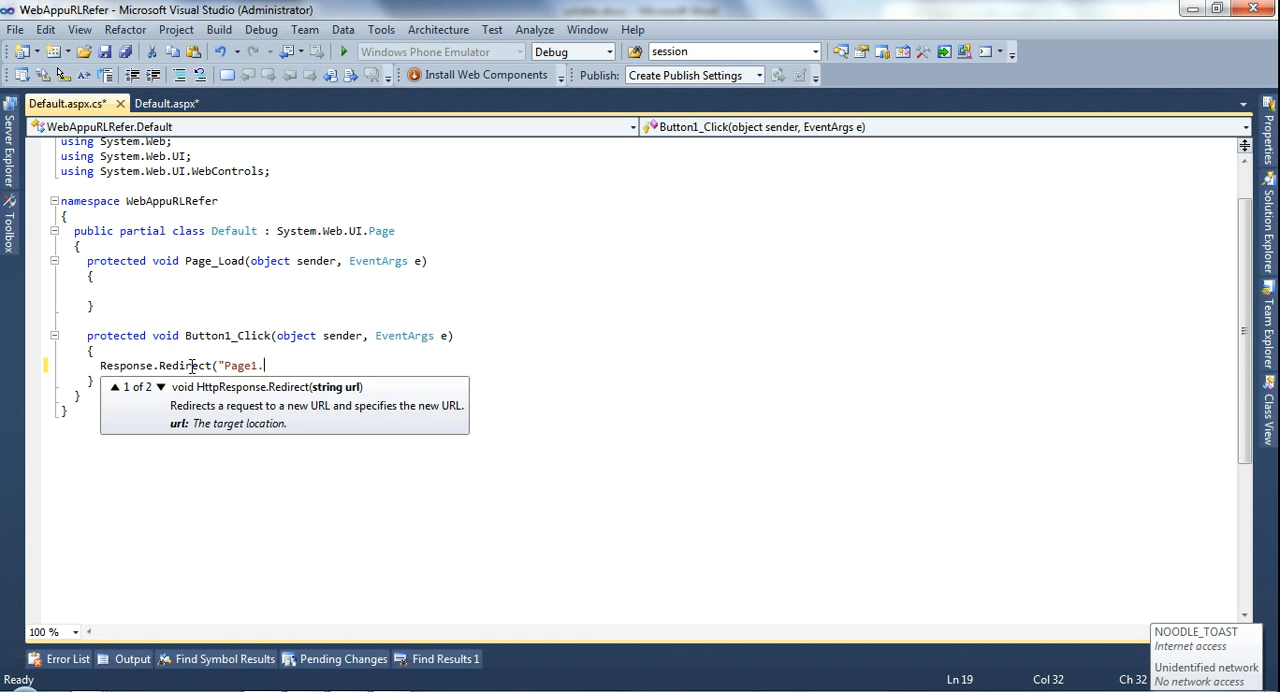 WebAppuRLRefer - Microsoft Visual Studio (Administrator)
File Edit View Refactor Project Build Debug Team Data Tools Architecture Test Analyze Window Help
Windows Phone Emulator Debug session
Install Web Components Publish: Create Publish Settings
Default.aspx.cs* Default.aspx*
WebAppuRLRefer.Default Button1_Click(object sender, EventArgs e)
using System.Web;
using System.Web.UI;
using System.Web.UI.WebControls;
namespace WebAppuRLRefer
{
public partial class Default : System.Web.UI.Page
{
protected void Page_Load(object sender, EventArgs e)
{
}
protected void Button1_Click(object sender, EventArgs e)
{
Response.Redirect("Page1.
}
1 of 2 void HttpResponse.Redirect(string url)
}
Redirects a request to a new URL and specifies the new URL.
}
url: The target location.
Server Explorer
Toolbox
Properties
Solution Explorer
Team Explorer
Class View
100 %
NOODLE_TOAST
Internet access
Unidentified network
No network access
Error List Output Find Symbol Results Pending Changes Find Results 1
Ready Ln 19 Col 32 Ch 32